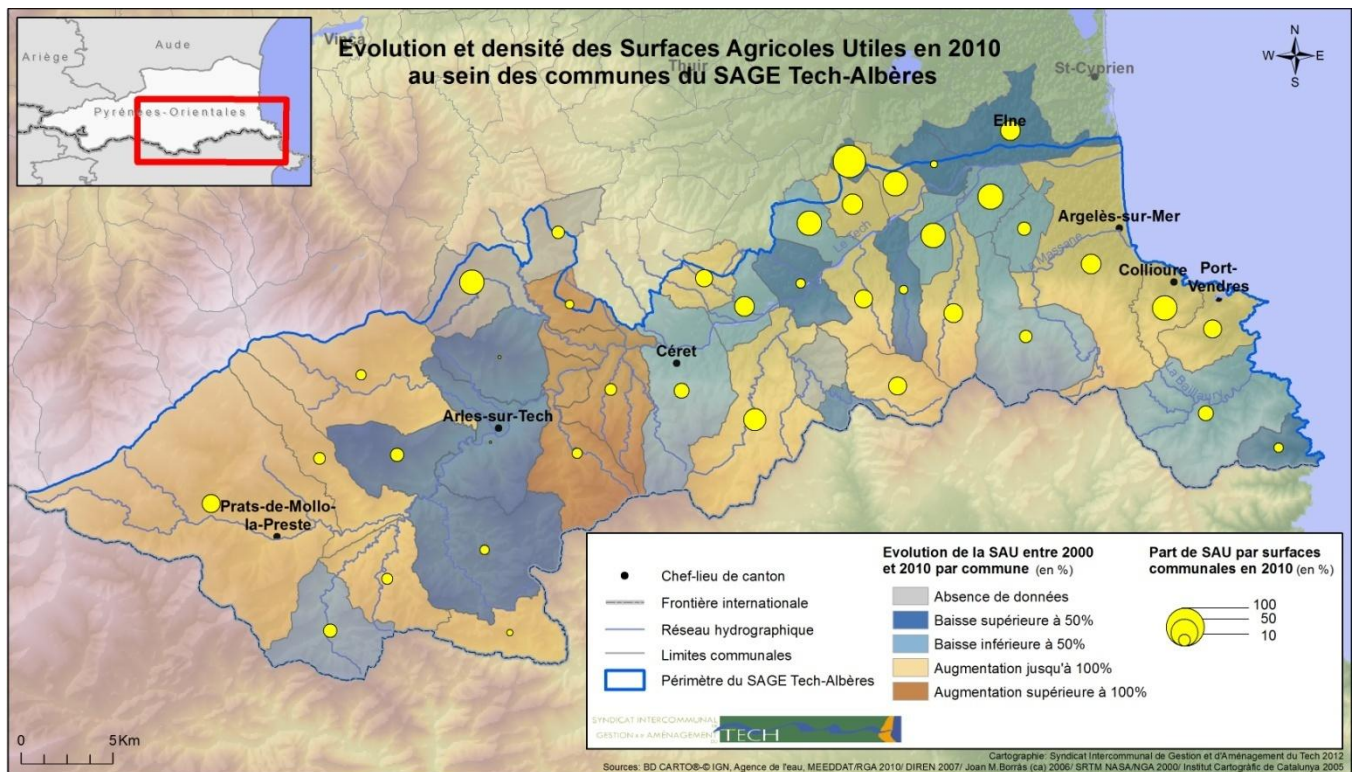 Evolution et densité des Surfaces Agricoles Utiles en 2010
au sein des communes du SAGE Tech-Albères
Ariège
Aude
Pyrénées-Orientales
Vinça
Thuir
St-Cyprien
N
W E
S
Elne
Argelès-sur-Mer
Le Tech
La Massane
Collioure
Port-
Vendres
Céret
La Baillaury
Arles-sur-Tech
Prats-de-Mollo-
la-Preste
Chef-lieu de canton
Frontière internationale
Réseau hydrographique
Limites communales
Périmètre du SAGE Tech-Albères
Evolution de la SAU entre 2000
et 2010 par commune (en %)
Absence de données
Baisse supérieure à 50%
Baisse inférieure à 50%
Augmentation jusqu'à 100%
Augmentation supérieure à 100%
Part de SAU par surfaces
communales en 2010 (en %)
100
50
10
SYNDICAT INTERCOMMUNAL
GESTION ET AMÉNAGEMENT
TECH
0 5Km
Cartographie: Syndicat Intercommunal de Gestion et d'Aménagement du Tech 2012
Sources: BD CARTO®-© IGN, Agence de l'eau, MEEDDAT/RGA 2010/ DIREN 2007/ Joan M.Borràs (ca) 2006/ SRTM NASA/NGA 2000/ Institut Cartogràfic de Catalunya 2005